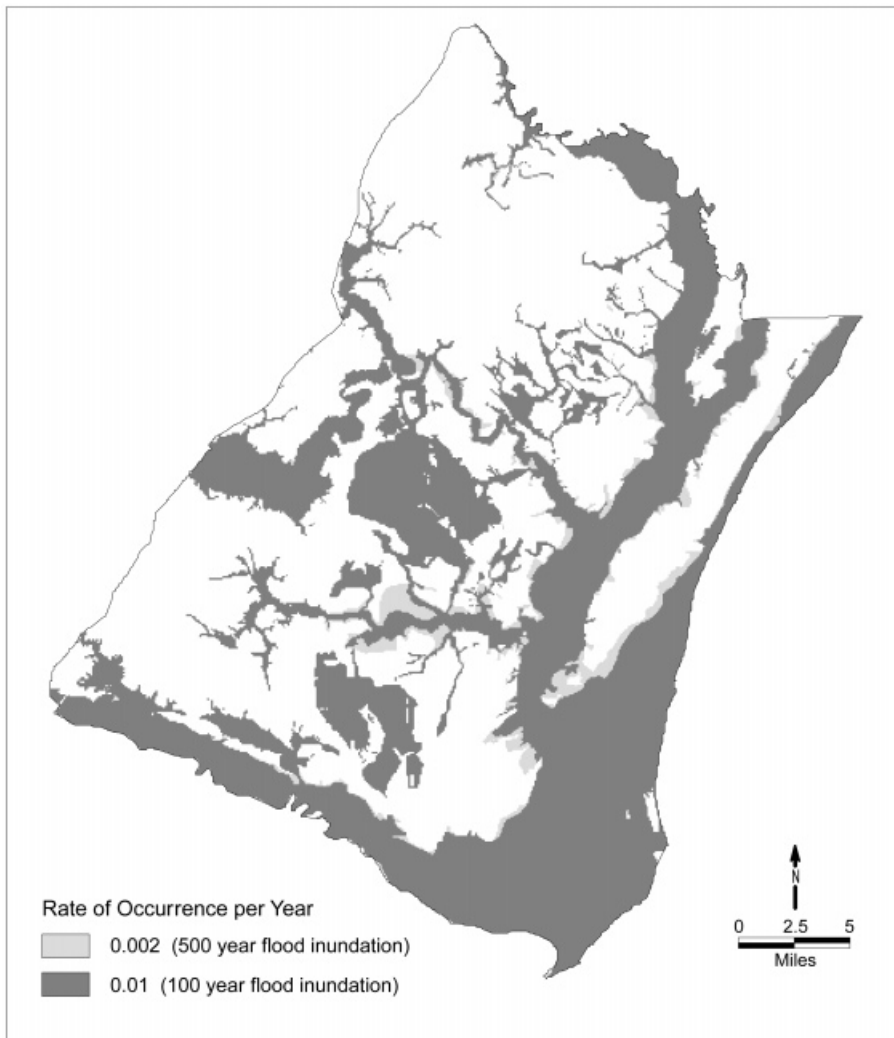 Rate of Occurrence per Year
0.002 (500 year flood inundation)
0.01 (100 year flood inundation)
N
0 2.5 5
Miles